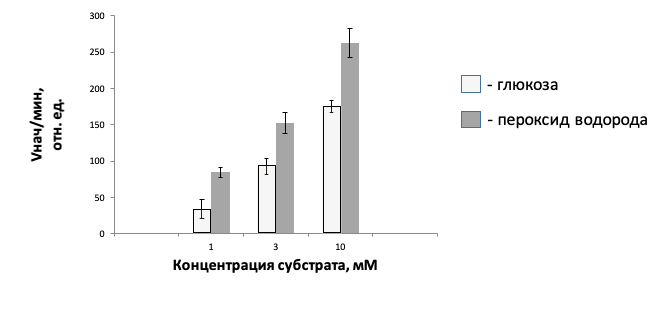 300
250
200
150
100
50
0
Vнач/мин,
отн. ед.
1
3
10
Концентрация субстрата, мМ
- глюкоза
- пероксид водорода